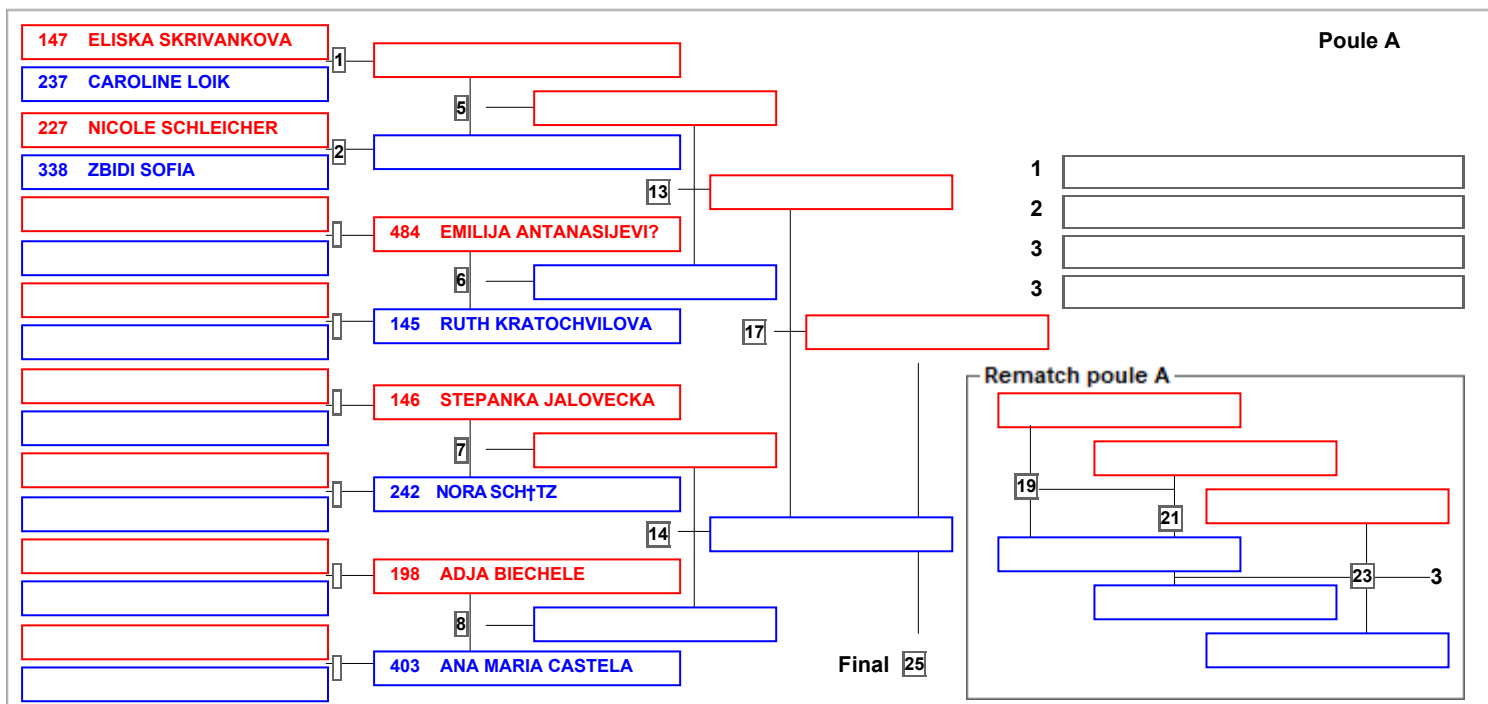 Poule A
147 ELISKA SKRIVANKOVA
1
237 CAROLINE LOIK
5
227 NICOLE SCHLEICHER
2
338 ZBIDI SOFIA
13
484 EMILIJA ANTANASIJEVI?
6
145 RUTH KRATOCHVILOVA
17
146 STEPANKA JALOVECKA
7
242 NORA SCH†TZ
14
198 ADJA BIECHELE
8
403 ANA MARIA CASTELA
Final 25
1
2
3
3
Rematch poule A
19
21
23 3